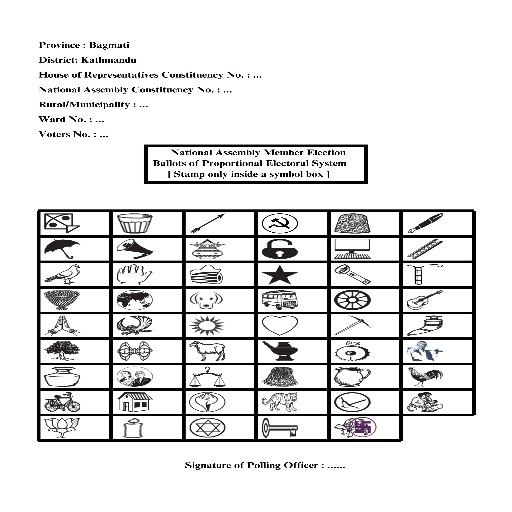 Province : Bagmati
District: Kathmandu
House of Representatives Constituency No. : ...
National Assembly Constituency No. : ...
Rural/Municipality : ...
Ward No. : ...
Voters No. : ...
National Assembly Member Election
Ballots of Proportional Electoral System
[ Stamp only inside a symbol box ]
Signature of Polling Officer : ......